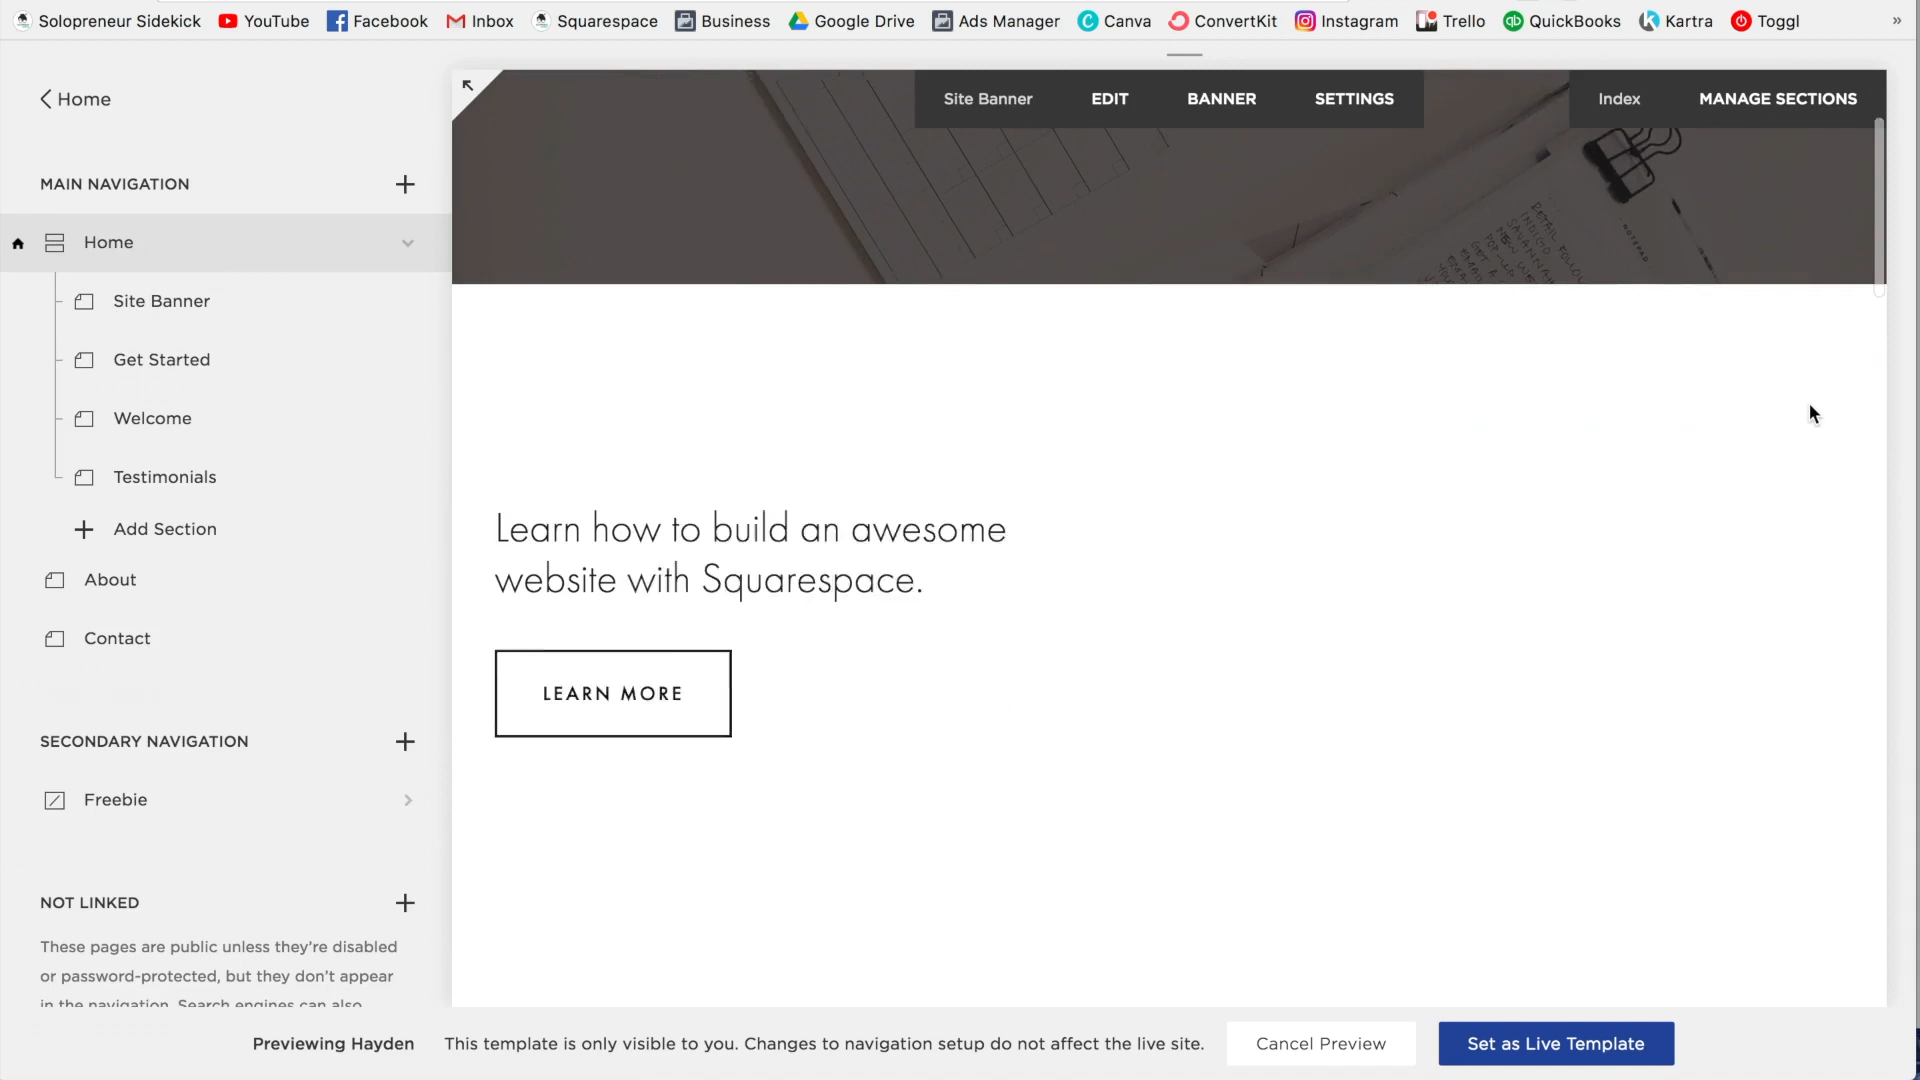 Solopreneur Sidekick YouTube Facebook Inbox Squarespace Business Google Drive Ads Manager Canva ConvertKit Instagram Trello QuickBooks Kartra Toggl »
Home
Site Banner EDIT BANNER SETTINGS
Index MANAGE SECTIONS
MAIN NAVIGATION
Home
Site Banner
Get Started
Welcome
Testimonials
Add Section
About
Contact
SECONDARY NAVIGATION
Freebie
NOT LINKED
These pages are public unless they're disabled
or password-protected, but they don't appear
in the navigation. Search engines can also
NOTEPAD
Learn how to build an awesome
website with Squarespace.
LEARN MORE
Previewing Hayden This template is only visible to you. Changes to navigation setup do not affect the live site. Cancel Preview Set as Live Template